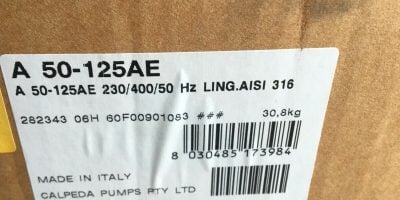 A 50-125AE
A 50-125AE 230/400/50 Hz LING.AISI 316
282343 06H 60F00901083 ### 30,8kg
8 030485 173984
MADE IN ITALY
CALPEDA PUMPS PTY LTD